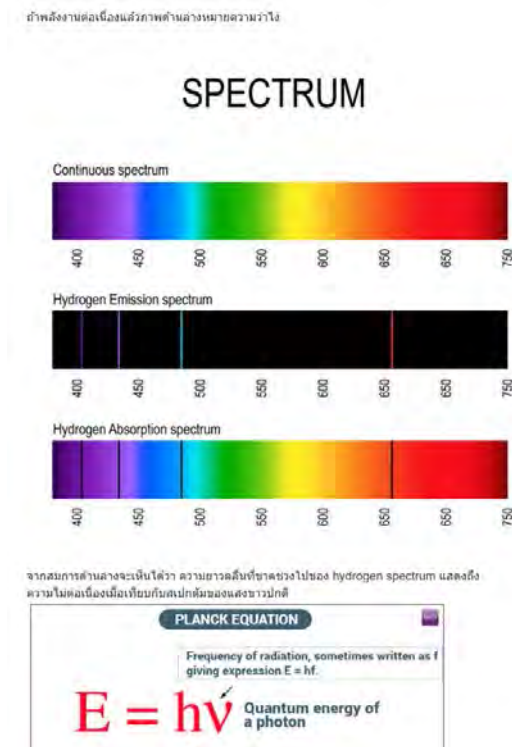 ถ้าพลังงานต่อเนื่องแล้วภาพด้านล่างหมายความว่าไง
SPECTRUM
Continuous spectrum
400 450 500 550 600 650 650 750
Hydrogen Emission spectrum
400 450 500 550 600 650 650 750
Hydrogen Absorption spectrum
400 450 500 550 600 650 650 750
จากสมการด้านล่างจะเห็นได้ว่า ความยาวคลื่นที่ขาดช่วงไปของ hydrogen spectrum แสดงถึง
ความไม่ต่อเนื่องเมื่อเทียบกับสเปกตัมของแสงขาวปกติ
PLANCK EQUATION
Frequency of radiation, sometimes written as f
giving expression E = hf.
E = hν
Quantum energy of
a photon